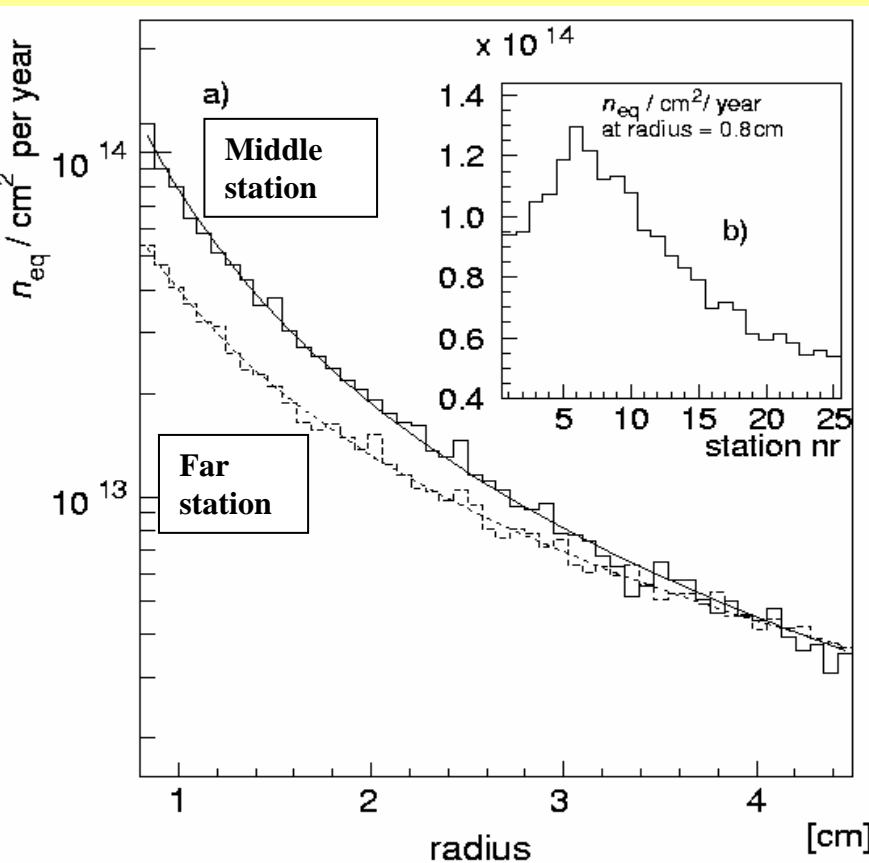 n_eq / cm² per year
10 14
10 13
a)
Middle
station
Far
station
x 10 14
n_eq / cm²/ year
at radius = 0.8cm
b)
1.4
1.2
1.0
0.8
0.6
0.4
5 10 15 20 25
station nr
1 2 3 4
radius [cm]